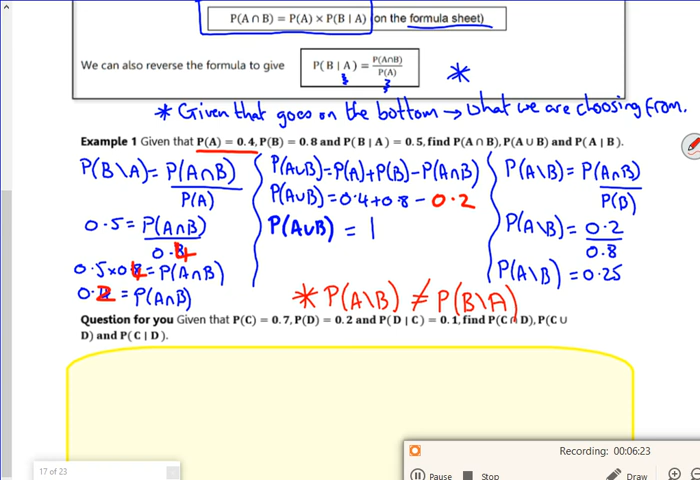 P(A ∩ B) = P(A) × P(B | A) (on the formula sheet)
We can also reverse the formula to give P( B | A) = P(A∩B)/P(A) *
* Given that goes on the bottom → what we are choosing from.
Example 1 Given that P(A) = 0.4, P(B) = 0.8 and P( B | A) = 0.5, find P(A ∩ B), P(A ∪ B) and P(A | B).
P(B\A) = P(A∩B)/P(A)
0.5 = P(A∩B)/0.4
0.5×0.4 = P(A∩B)
0.2 = P(A∩B)
P(A∪B) = P(A)+P(B)-P(A∩B)
P(A∪B) = 0.4+0.8-0.2
P(A∪B) = 1
P(A\B) = P(A∩B)/P(B)
P(A\B) = 0.2/0.8
P(A\B) = 0.25
* P(A\B) ≠ P(B\A)
Question for you Given that P(C) = 0.7, P(D) = 0.2 and P( D | C) = 0.1, find P(C ∩ D), P(C ∪
D) and P( C | D).
17 of 23
Recording: 00:06:23
Pause Stop Draw